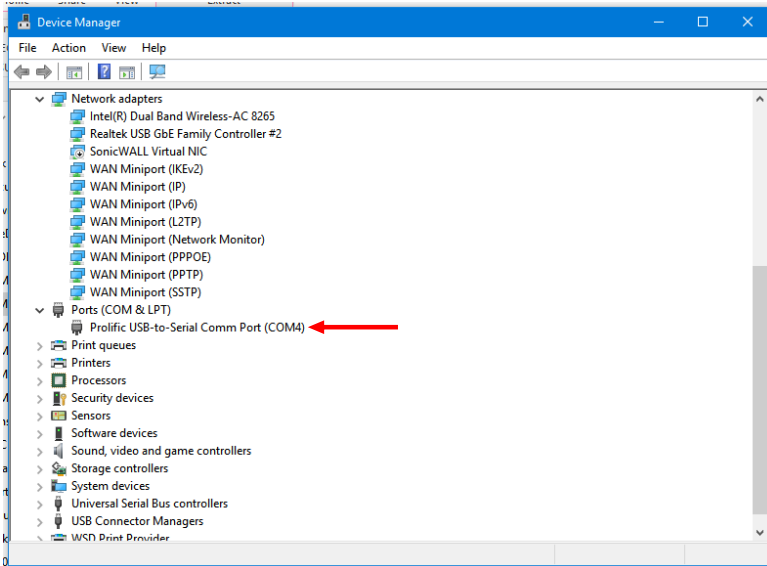 Device Manager
File Action View Help
Network adapters
Intel(R) Dual Band Wireless-AC 8265
Realtek USB GbE Family Controller #2
SonicWALL Virtual NIC
WAN Miniport (IKEv2)
WAN Miniport (IP)
WAN Miniport (IPv6)
WAN Miniport (L2TP)
WAN Miniport (Network Monitor)
WAN Miniport (PPPOE)
WAN Miniport (PPTP)
WAN Miniport (SSTP)
Ports (COM & LPT)
Prolific USB-to-Serial Comm Port (COM4)
Print queues
Printers
Processors
Security devices
Sensors
Software devices
Sound, video and game controllers
Storage controllers
System devices
Universal Serial Bus controllers
USB Connector Managers
WSD Print Provider